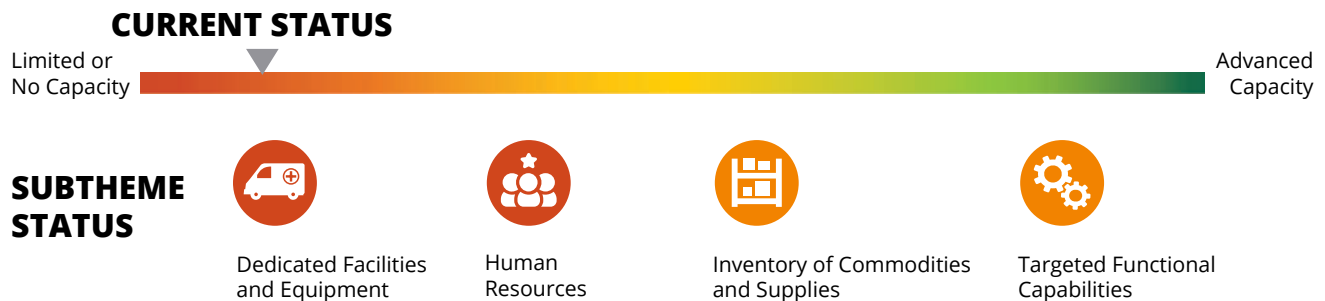 CURRENT STATUS
Limited or
No Capacity
Advanced
Capacity
SUBTHEME
STATUS
Dedicated Facilities
and Equipment
Human
Resources
Inventory of Commodities
and Supplies
Targeted Functional
Capabilities